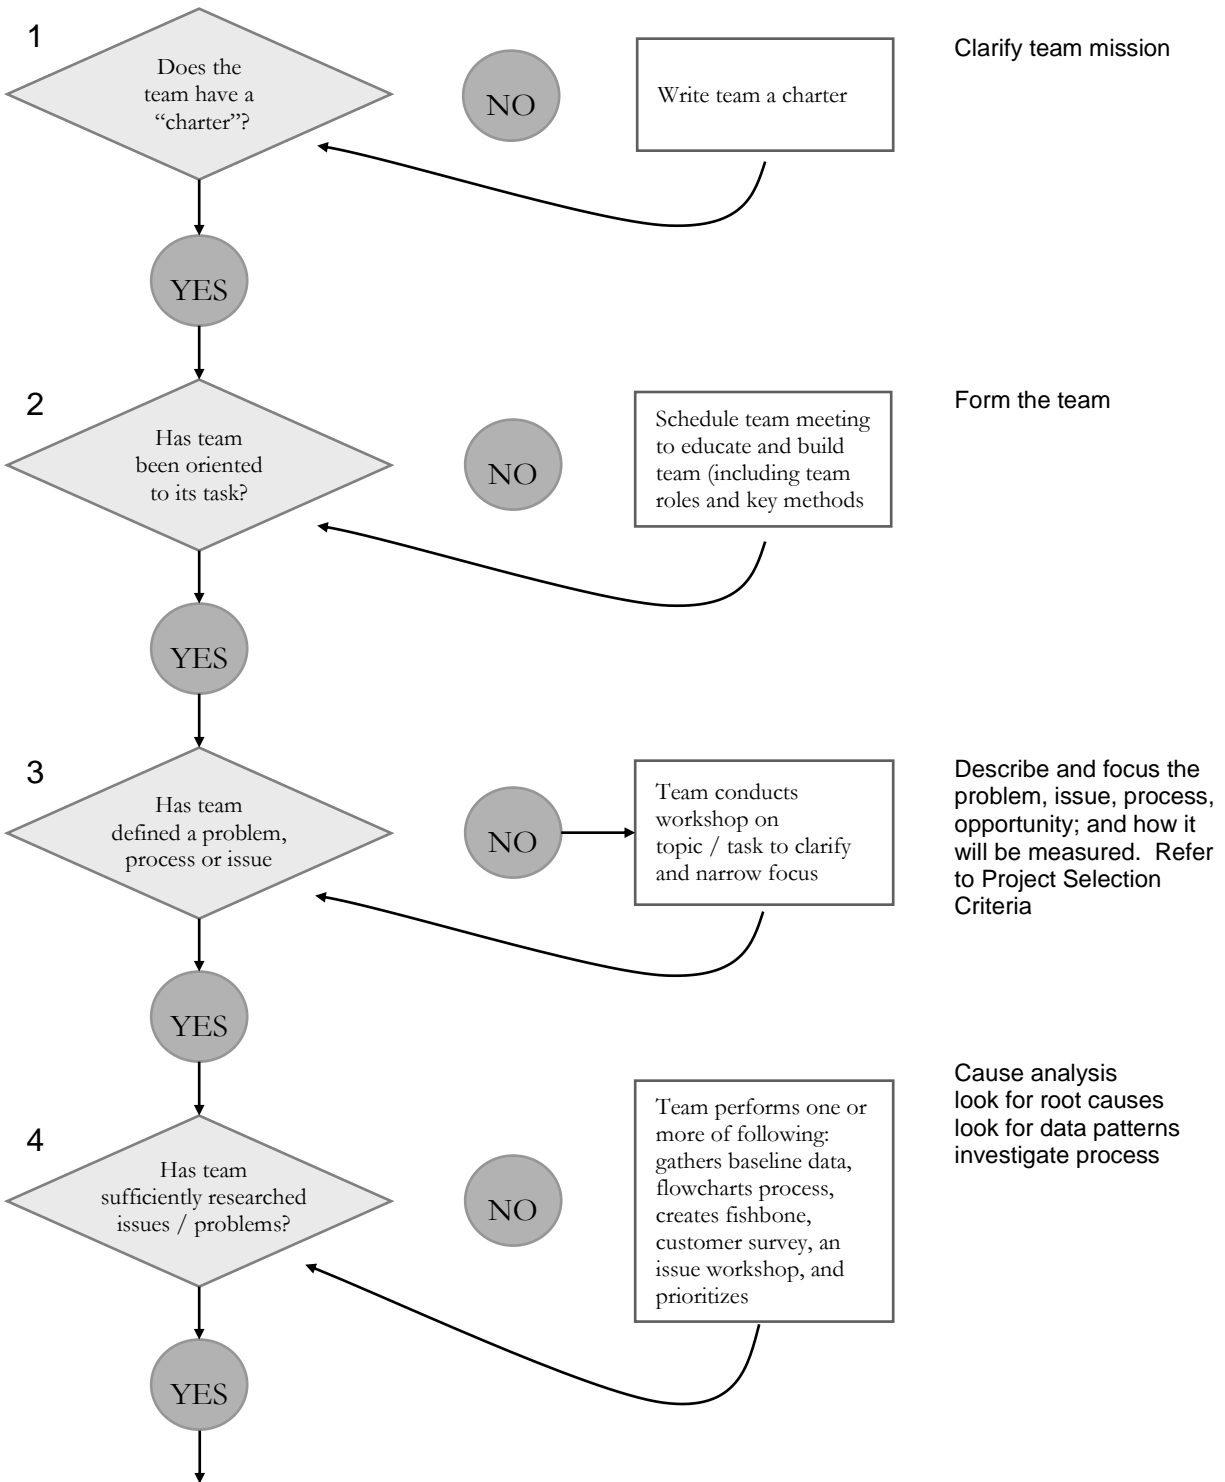 1
Does the
team have a
“charter”?
NO
Write team a charter
Clarify team mission
YES
2
Has team
been oriented
to its task?
NO
Schedule team meeting
to educate and build
team (including team
roles and key methods
Form the team
YES
3
Has team
defined a problem,
process or issue
NO
Team conducts
workshop on
topic / task to clarify
and narrow focus
Describe and focus the
problem, issue, process,
opportunity; and how it
will be measured.  Refer
to Project Selection
Criteria
YES
4
Has team
sufficiently researched
issues / problems?
NO
Team performs one or
more of following:
gathers baseline data,
flowcharts process,
creates fishbone,
customer survey, an
issue workshop, and
prioritizes
Cause analysis
look for root causes
look for data patterns
investigate process
YES